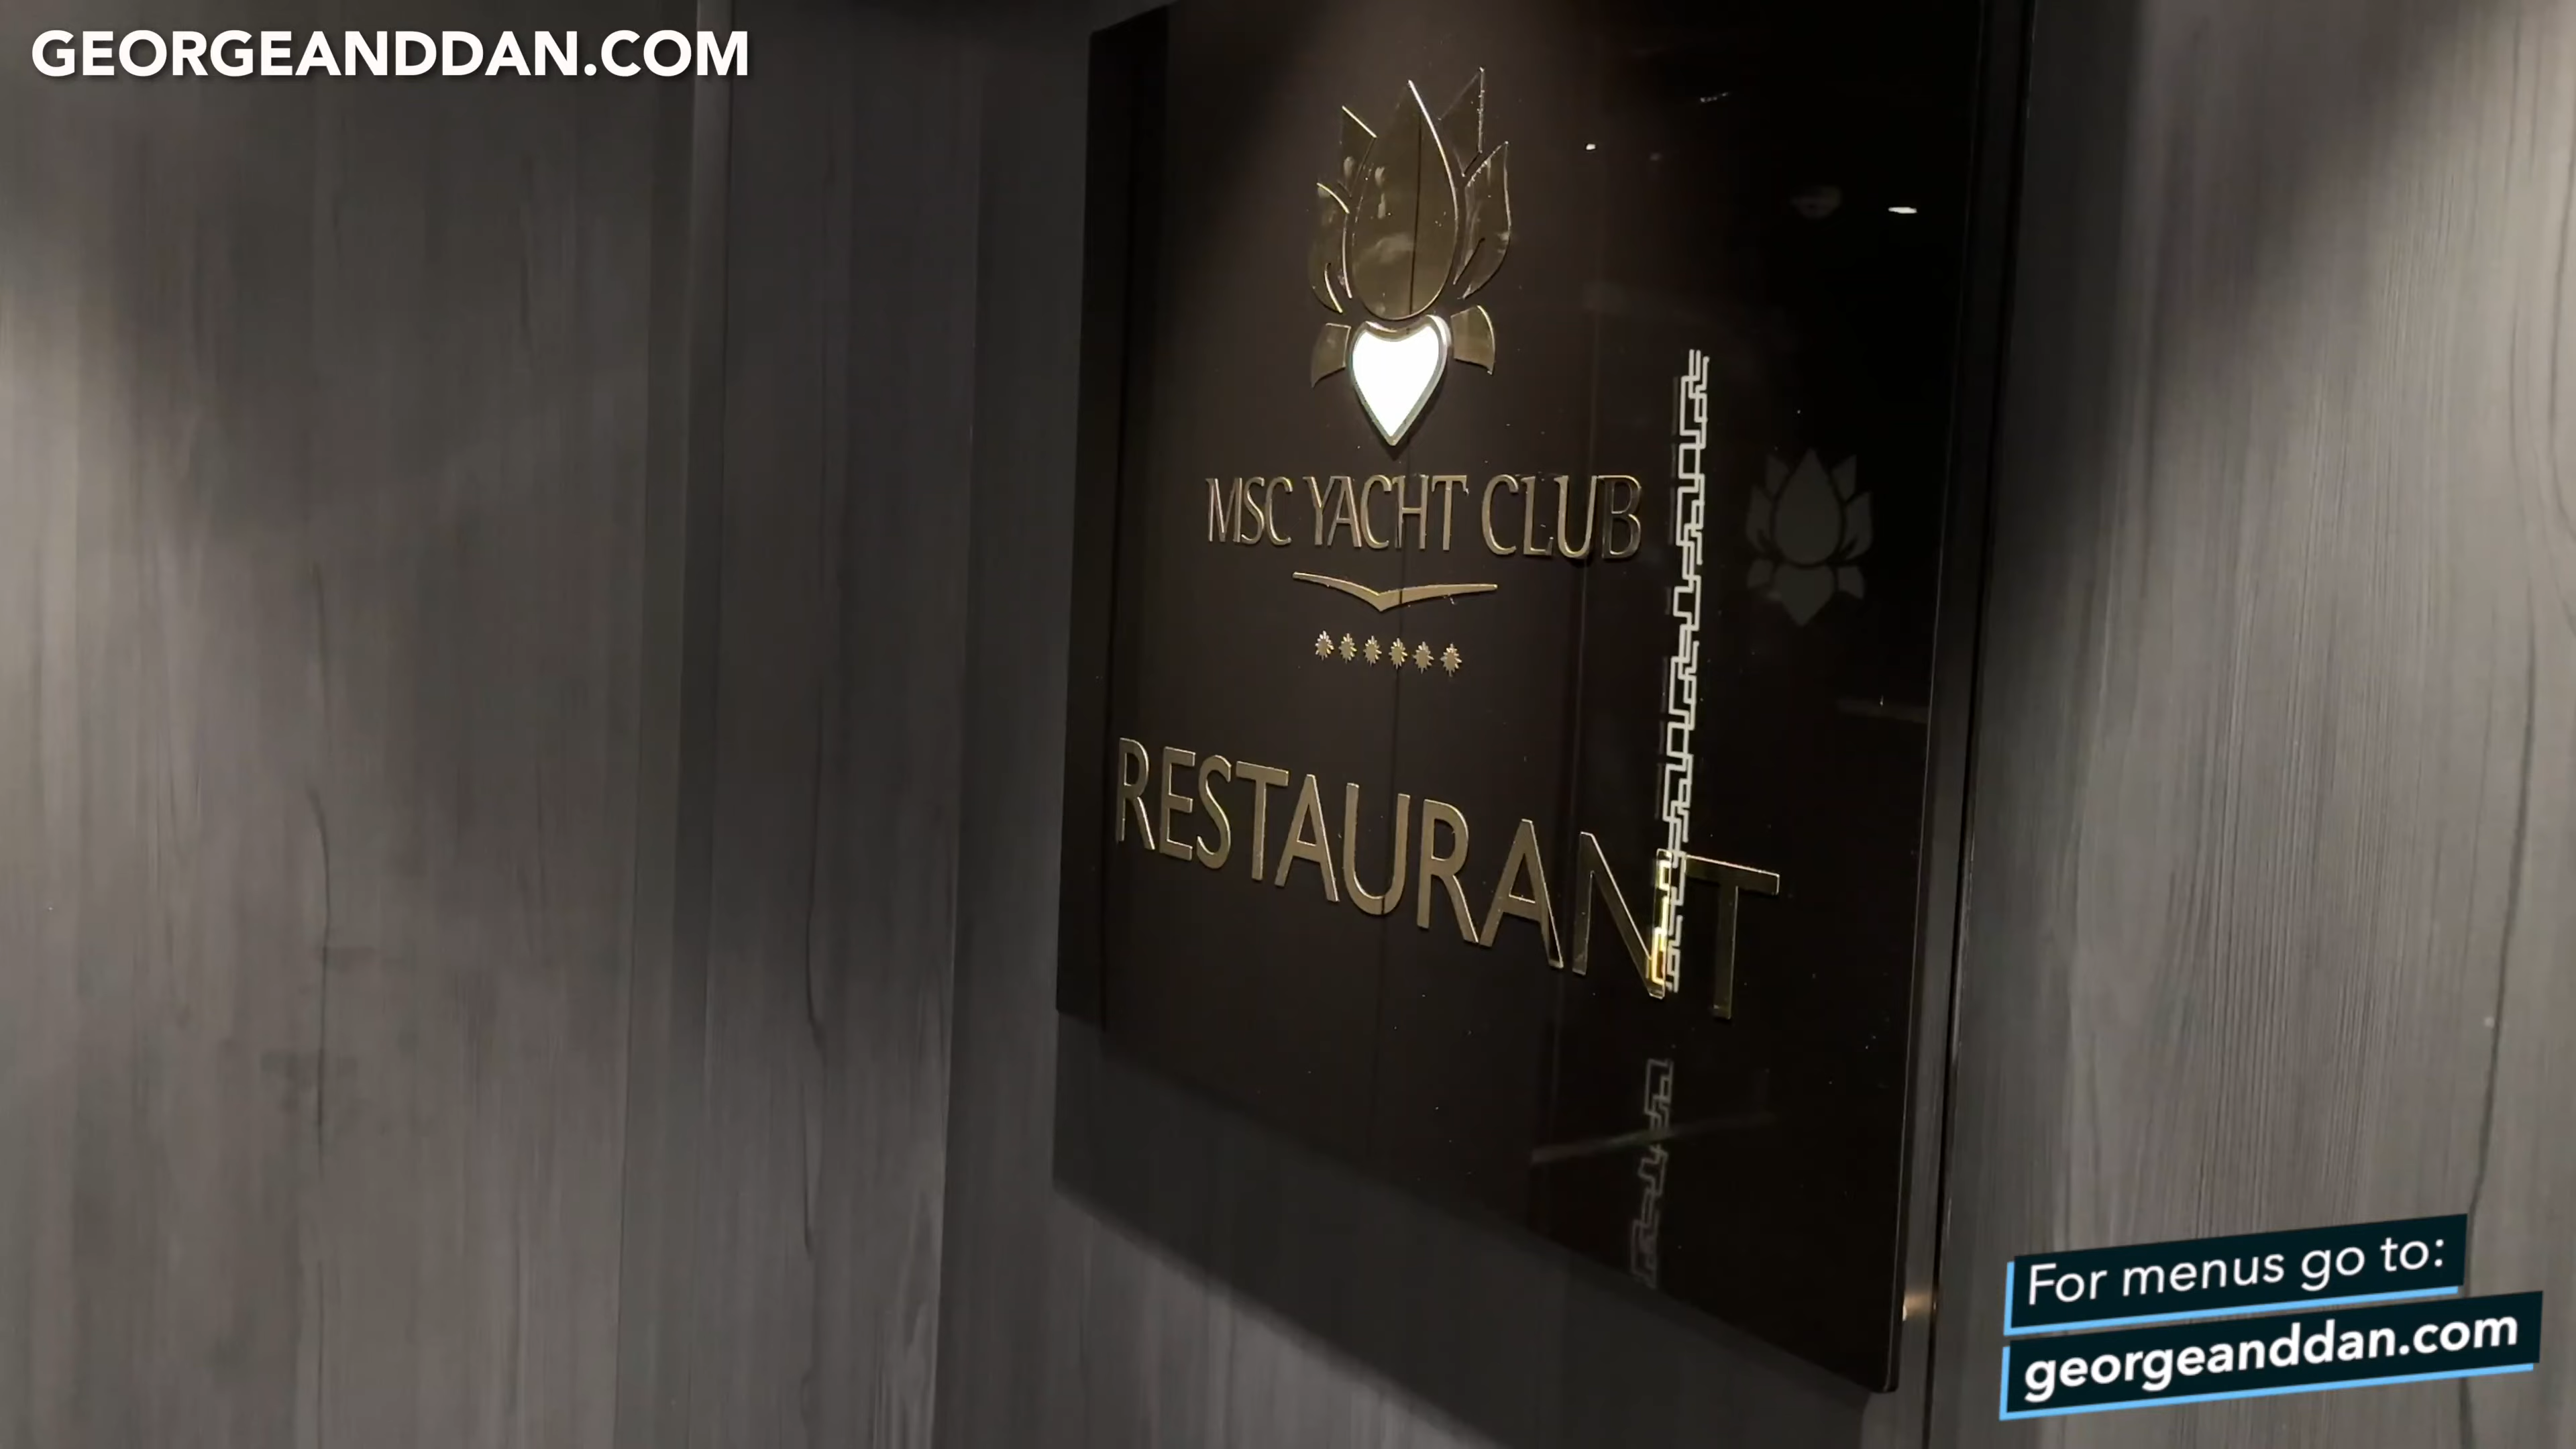 GEORGEANDDAN.COM
MSC YACHT CLUB
RESTAURANT
For menus go to:
georgeanddan.com